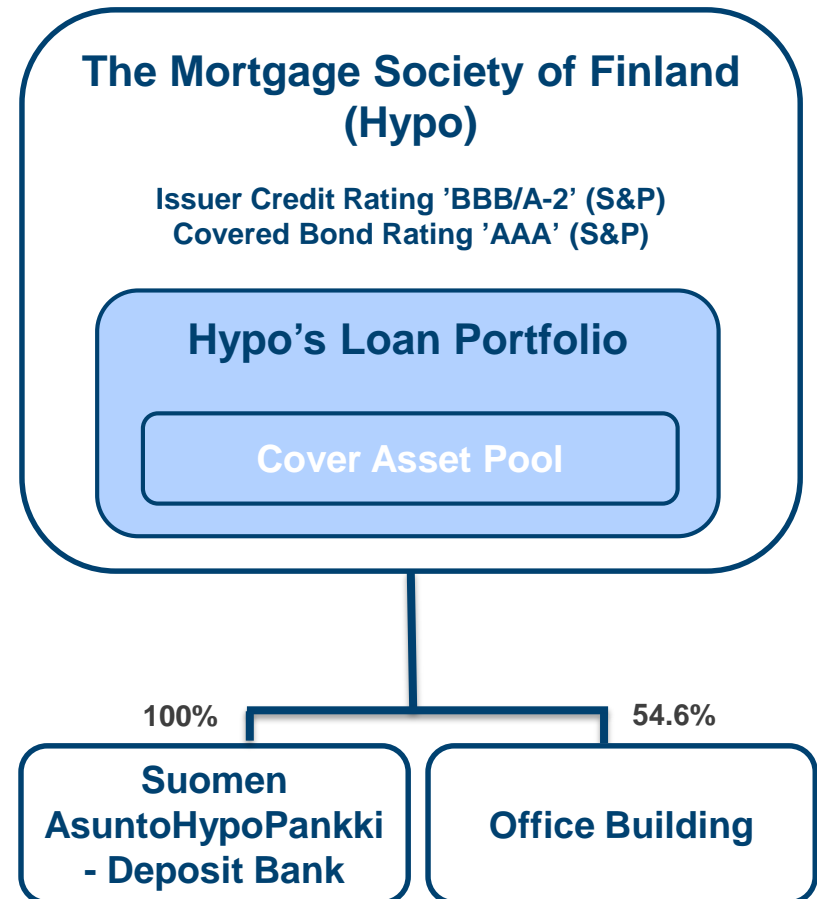 The Mortgage Society of Finland
(Hypo)
Issuer Credit Rating ’BBB/A-2’ (S&P)
Covered Bond Rating ’AAA’ (S&P)
Hypo’s Loan Portfolio
Cover Asset Pool
100%
54.6%
Suomen
AsuntoHypoPankki
- Deposit Bank
Office Building